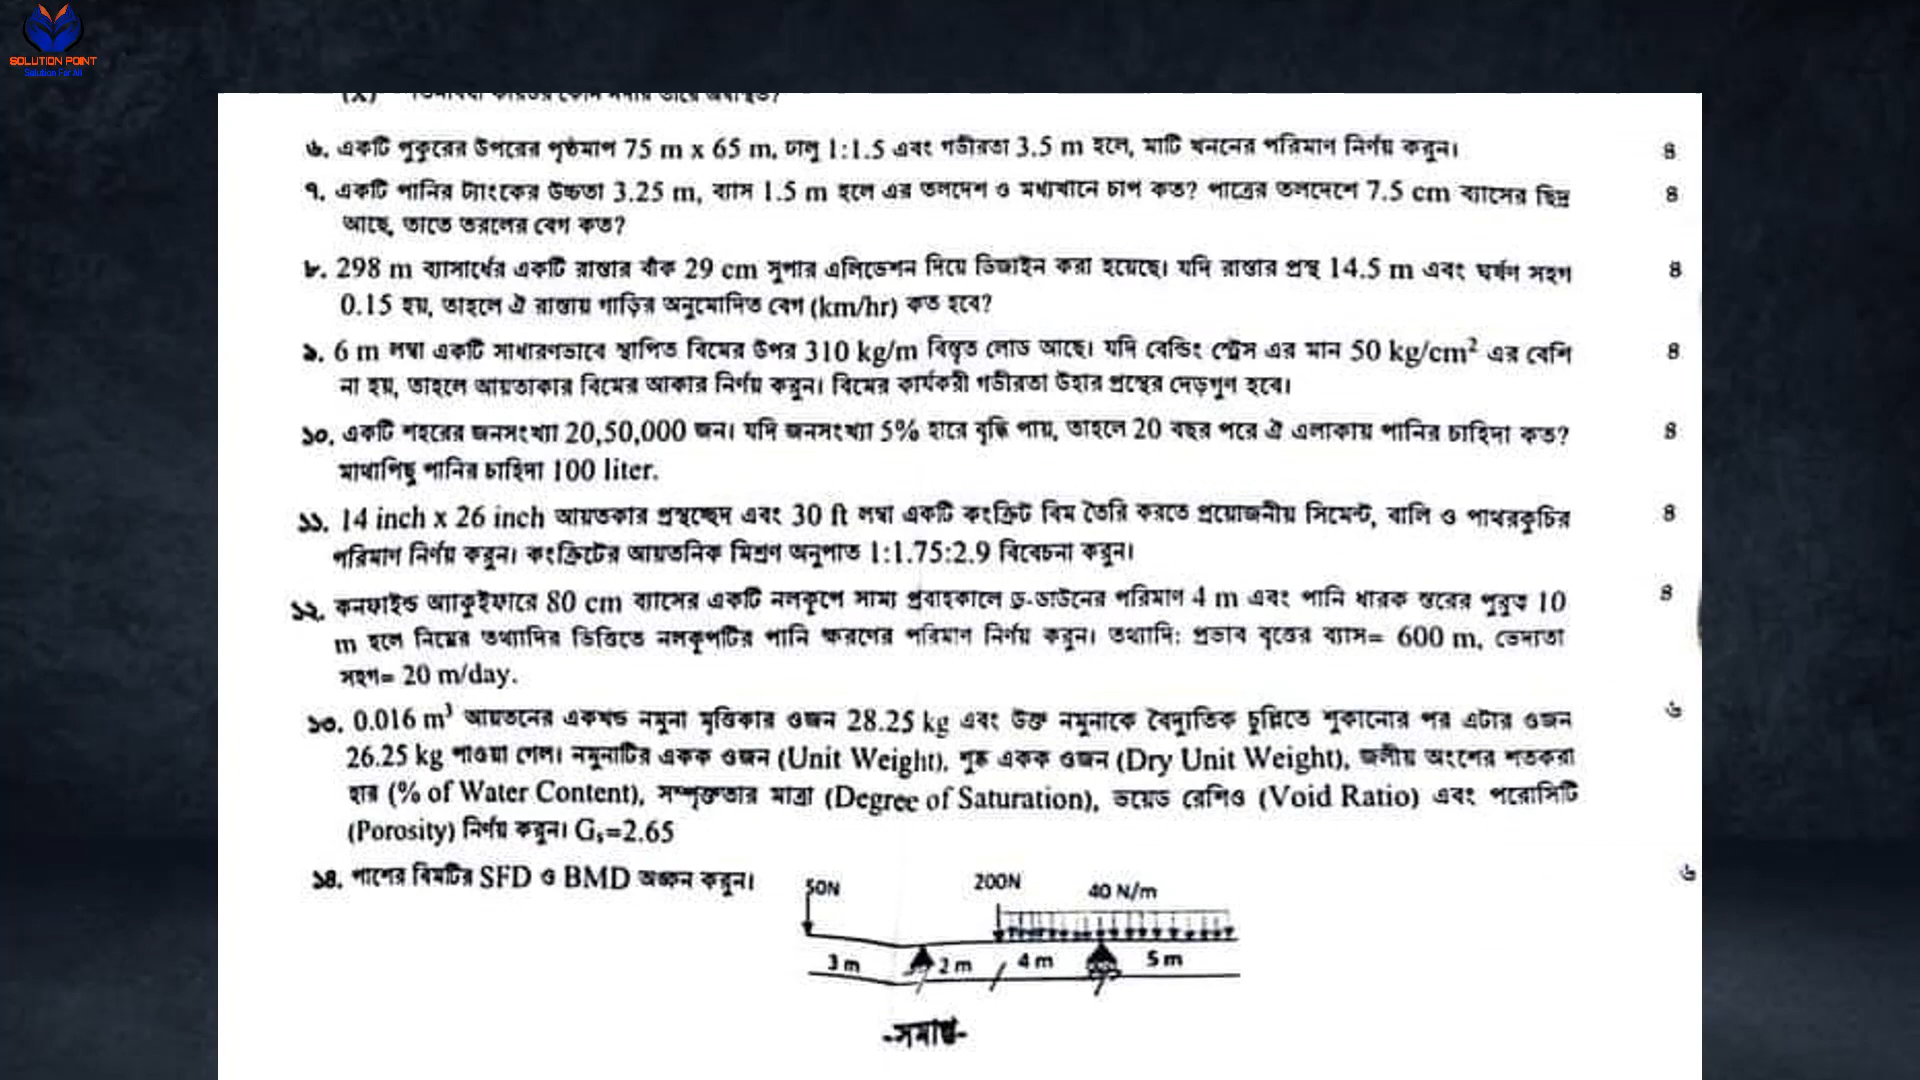 SOLUTION POINT
Solution For All
৬. একটি পুকুরের উপরের পৃষ্ঠমাপ 75 m x 65 m, ঢালু 1:1.5 এবং গভীরতা 3.5 m হলে, মাটি খননের পরিমাণ নির্ণয় করুন। 8
৭. একটি পানির ট্যাংকের উচ্চতা 3.25 m, ব্যাস 1.5 m হলে এর তলদেশ ও মধ্যখানে চাপ কত? পাত্রের তলদেশে 7.5 cm ব্যাসের ছিদ্র 8
আছে, তাতে তরলের বেগ কত?
৮. 298 m ব্যাসার্ধের একটি রাস্তার বাঁক 29 cm সুপার এলিভেশন দিয়ে ডিজাইন করা হয়েছে। যদি রাস্তার প্রস্থ 14.5 m এবং ঘর্ষণ সহগ 8
0.15 হয়, তাহলে ঐ রাস্তায় গাড়ির অনুমোদিত বেগ (km/hr) কত হবে?
৯. 6 m লম্বা একটি সাধারণভাবে স্থাপিত বিমের উপর 310 kg/m বিস্তৃত লোড আছে। যদি বেন্ডিং স্ট্রেস এর মান 50 kg/cm² এর বেশি 8
না হয়, তাহলে আয়তাকার বিমের আকার নির্ণয় করুন। বিমের কার্যকরী গভীরতা উহার প্রস্থের দেড়গুণ হবে।
১০. একটি শহরের জনসংখ্যা 20,50,000 জন। যদি জনসংখ্যা 5% হারে বৃদ্ধি পায়, তাহলে 20 বছর পরে ঐ এলাকায় পানির চাহিদা কত? 8
মাথাপিছু পানির চাহিদা 100 liter.
১১. 14 inch x 26 inch আয়তকার প্রস্থচ্ছেদ এবং 30 ft লম্বা একটি কংক্রিট বিম তৈরি করতে প্রয়োজনীয় সিমেন্ট, বালি ও পাথরকুচির 8
পরিমাণ নির্ণয় করুন। কংক্রিটের আয়তনিক মিশ্রণ অনুপাত 1:1.75:2.9 বিবেচনা করুন।
১২. কনফাইন্ড অ্যাকুইফারে 80 cm ব্যাসের একটি নলকূপে সাম্য প্রবাহকালে ড্র-ডাউনের পরিমাণ 4 m এবং পানি ধারক স্তরের পুরুত্ব 10 8
m হলে নিম্নের তথ্যাদির ভিত্তিতে নলকূপটির পানি ক্ষরণের পরিমাণ নির্ণয় করুন। তথ্যাদি: প্রভাব বৃত্তের ব্যাস= 600 m, ভেদ্যতা
সহগ= 20 m/day.
১৩. 0.016 m³ আয়তনের একখন্ড নমুনা মৃত্তিকার ওজন 28.25 kg এবং উক্ত নমুনাকে বৈদ্যুতিক চুল্লিতে শুকানোর পর এটার ওজন ৬
26.25 kg পাওয়া গেল। নমুনাটির একক ওজন (Unit Weight), শুষ্ক একক ওজন (Dry Unit Weight), জলীয় অংশের শতকরা
হার (% of Water Content), সম্পৃক্ততার মাত্রা (Degree of Saturation), ভয়েড রেশিও (Void Ratio) এবং পরোসিটি
(Porosity) নির্ণয় করুন। Gs=2.65
১৪. পাশের বিমটির SFD ও BMD অঙ্কন করুন। ৬
50N 200N 40 N/m
3 m 2 m 4 m 5 m
-সমাপ্ত-